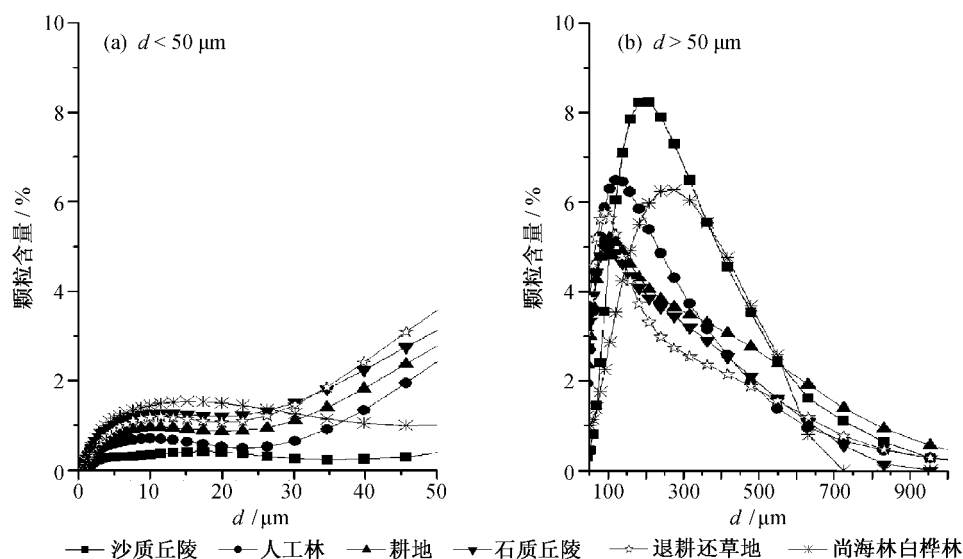 10
(a) d < 50 μm
8
6
4
2
0
颗粒含量 / %
0 10 20 30 40 50
d /μm
10
(b) d > 50 μm
8
6
4
2
0
颗粒含量 / %
100 300 500 700 900
d /μm
沙质丘陵 人工林 耕地 石质丘陵 退耕还草地 尚海林白桦林